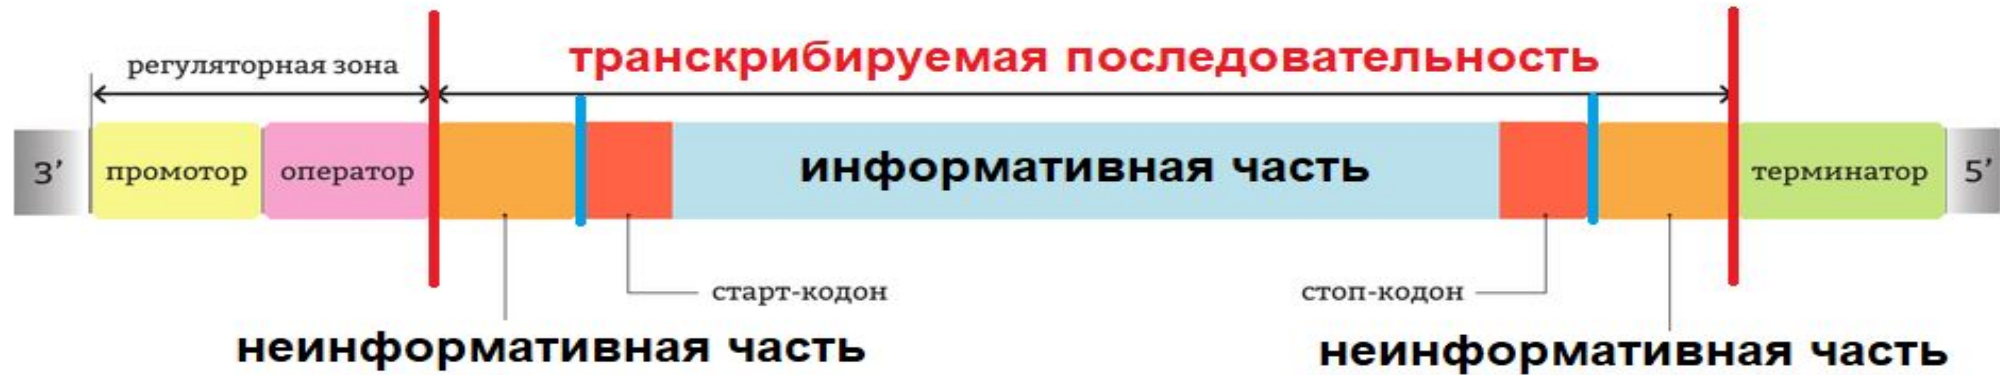 транскрибируемая последовательность
регуляторная зона
3’ промотор оператор информативная часть терминатор 5’
старт-кодон стоп-кодон
неинформативная часть неинформативная часть